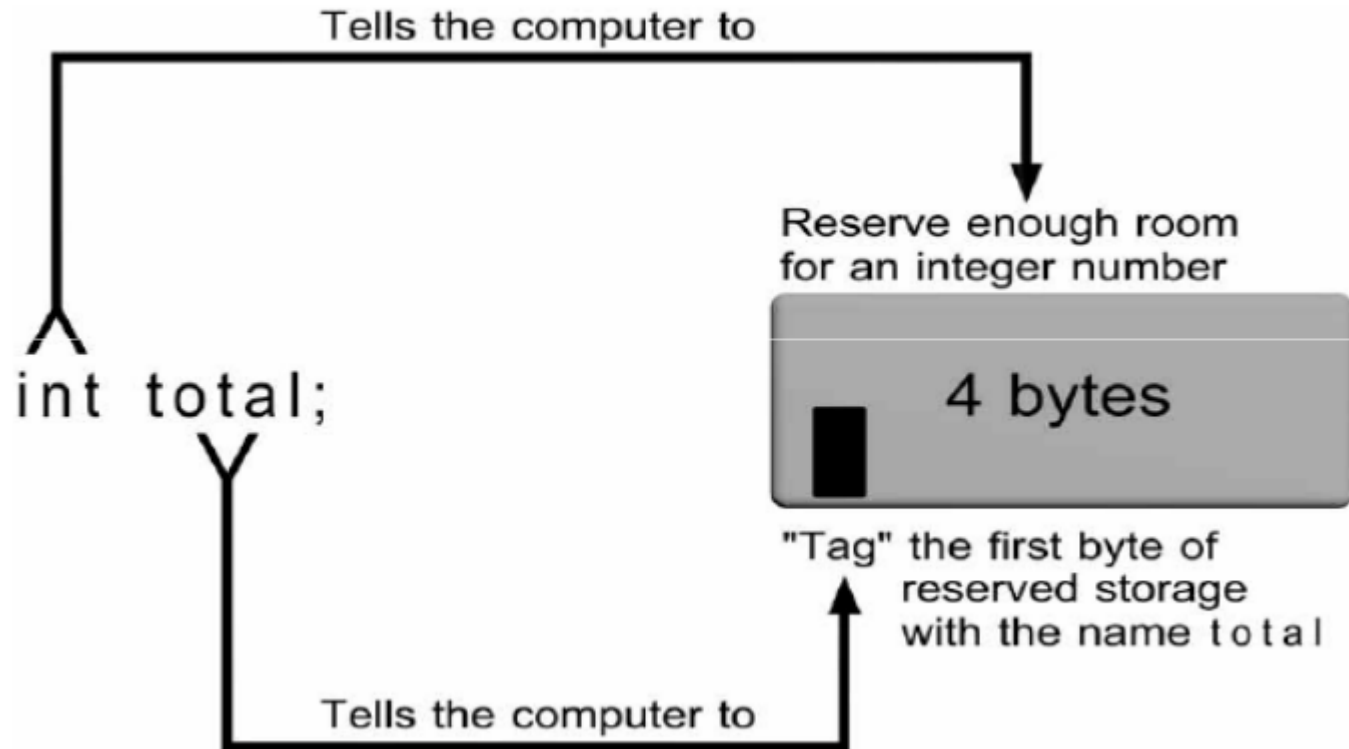 Tells the computer to
Reserve enough room
for an integer number
int total;
4 bytes
"Tag" the first byte of
reserved storage
with the name total
Tells the computer to